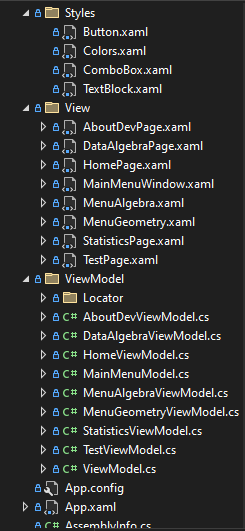 Styles
Button.xaml
Colors.xaml
ComboBox.xaml
TextBlock.xaml
View
AboutDevPage.xaml
DataAlgebraPage.xaml
HomePage.xaml
MainMenuWindow.xaml
MenuAlgebra.xaml
MenuGeometry.xaml
StatisticsPage.xaml
TestPage.xaml
ViewModel
Locator
C# AboutDevViewModel.cs
C# DataAlgebraViewModel.cs
C# HomeViewModel.cs
C# MainMenuModel.cs
C# MenuAlgebraViewModel.cs
C# MenuGeometryViewModel.cs
C# StatisticsViewModel.cs
C# TestViewModel.cs
C# ViewModel.cs
App.config
App.xaml
C# AssemblyInfo.cs